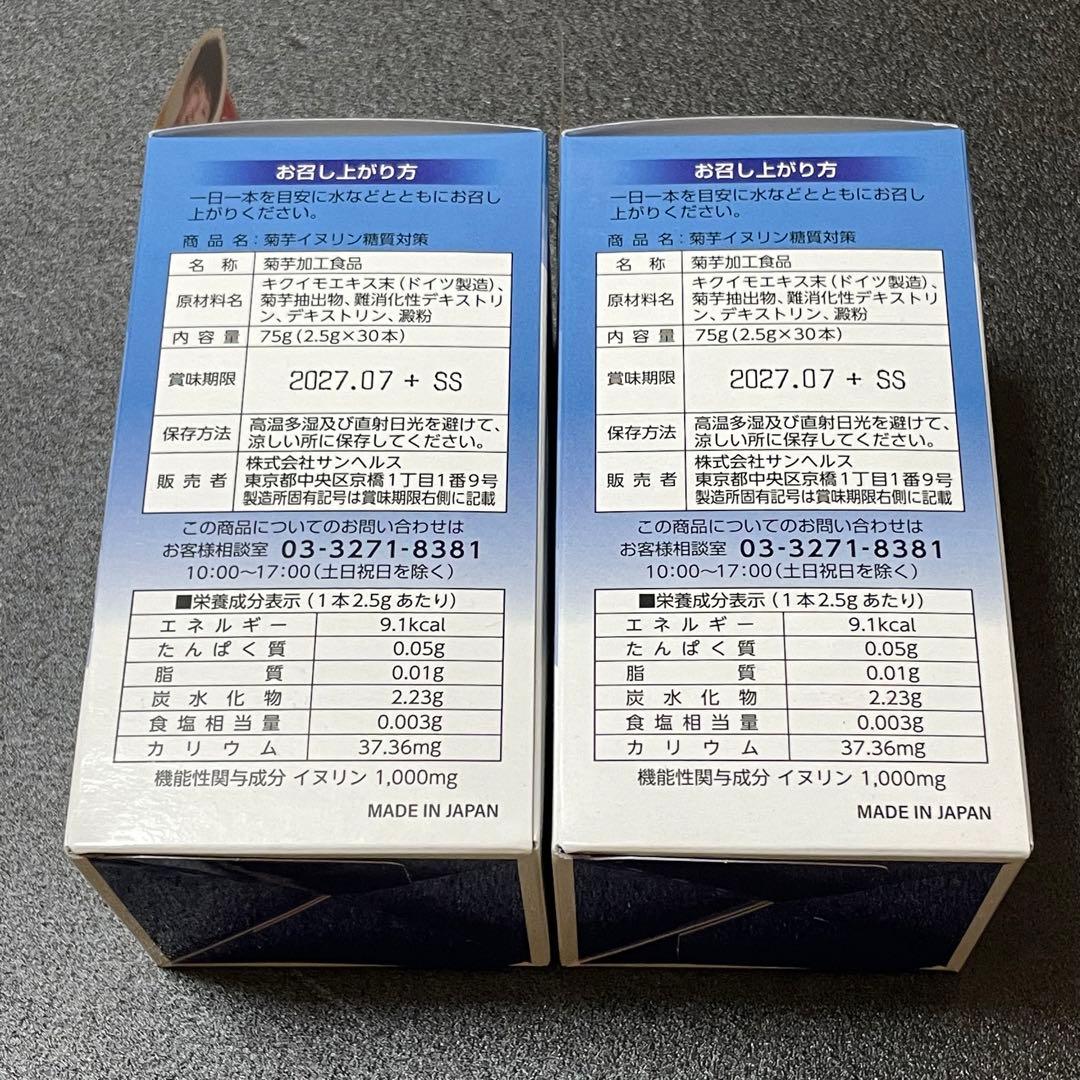 お召し上がり方
一日一本を目安に水などとともにお召し
上がりください。
商品名：菊芋イヌリン糖質対策
名称 菊芋加工食品
原材料名 キクイモエキス末（ドイツ製造）、
菊芋抽出物、難消化性デキストリ
ン、デキストリン、澱粉
内容量 75g（2.5g×30本）
賞味期限 2027.07 + SS
保存方法 高温多湿及び直射日光を避けて、
涼しい所に保存してください。
販売者 株式会社サンヘルス
東京都中央区京橋1丁目1番9号
製造所固有記号は賞味期限右側に記載
この商品についてのお問い合わせは
お客様相談室 03-3271-8381
10:00〜17:00（土日祝日を除く）
■栄養成分表示（1本2.5gあたり）
エネルギー 9.1kcal
たんぱく質 0.05g
脂質 0.01g
炭水化物 2.23g
食塩相当量 0.003g
カリウム 37.36mg
機能性関与成分 イヌリン 1,000mg
MADE IN JAPAN
お召し上がり方
一日一本を目安に水などとともにお召し
上がりください。
商品名：菊芋イヌリン糖質対策
名称 菊芋加工食品
原材料名 キクイモエキス末（ドイツ製造）、
菊芋抽出物、難消化性デキストリ
ン、デキストリン、澱粉
内容量 75g（2.5g×30本）
賞味期限 2027.07 + SS
保存方法 高温多湿及び直射日光を避けて、
涼しい所に保存してください。
販売者 株式会社サンヘルス
東京都中央区京橋1丁目1番9号
製造所固有記号は賞味期限右側に記載
この商品についてのお問い合わせは
お客様相談室 03-3271-8381
10:00〜17:00（土日祝日を除く）
■栄養成分表示（1本2.5gあたり）
エネルギー 9.1kcal
たんぱく質 0.05g
脂質 0.01g
炭水化物 2.23g
食塩相当量 0.003g
カリウム 37.36mg
機能性関与成分 イヌリン 1,000mg
MADE IN JAPAN